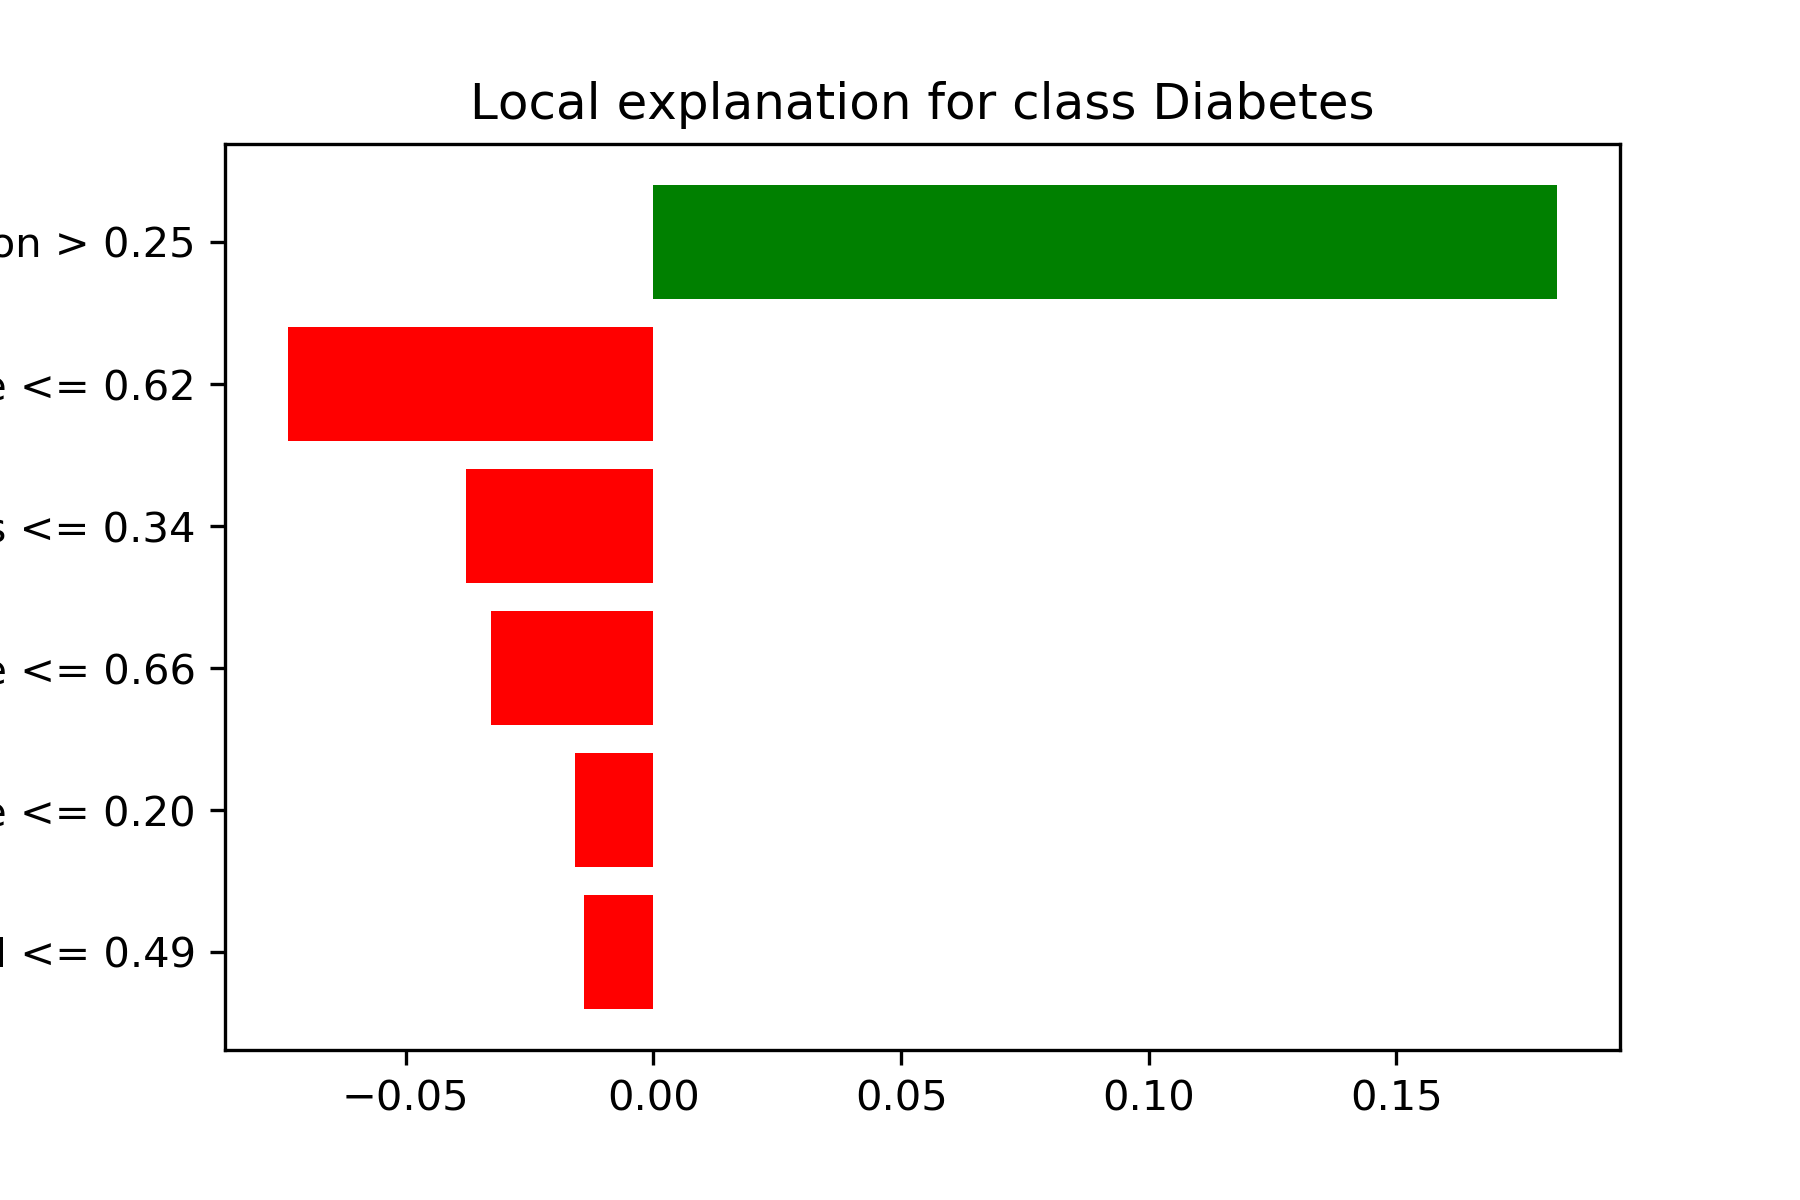 Local explanation for class Diabetes
on > 0.25
e <= 0.62
s <= 0.34
e <= 0.66
e <= 0.20
<= 0.49
−0.05 0.00 0.05 0.10 0.15